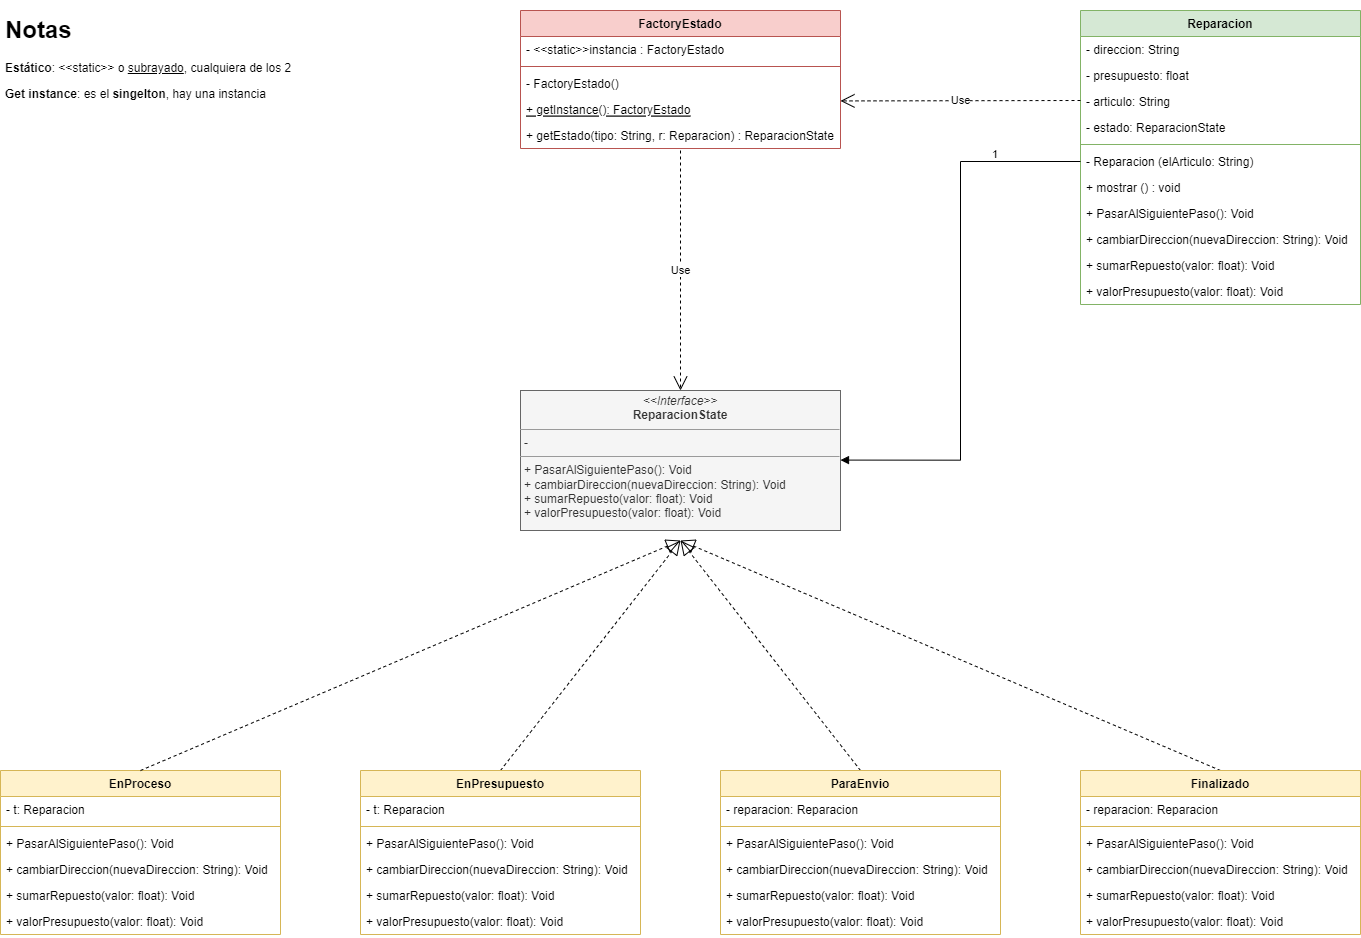 Notas
Estático: <<static>> o subrayado, cualquiera de los 2
Get instance: es el singelton, hay una instancia
FactoryEstado
- <<static>>instancia : FactoryEstado
- FactoryEstado()
+ getInstance(): FactoryEstado
+ getEstado(tipo: String, r: Reparacion) : ReparacionState
Use
Reparacion
- direccion: String
- presupuesto: float
- articulo: String
- estado: ReparacionState
- Reparacion (elArticulo: String)
+ mostrar () : void
+ PasarAlSiguientePaso(): Void
+ cambiarDireccion(nuevaDireccion: String): Void
+ sumarRepuesto(valor: float): Void
+ valorPresupuesto(valor: float): Void
1
Use
<<Interface>>
ReparacionState
-
+ PasarAlSiguientePaso(): Void
+ cambiarDireccion(nuevaDireccion: String): Void
+ sumarRepuesto(valor: float): Void
+ valorPresupuesto(valor: float): Void
EnProceso
- t: Reparacion
+ PasarAlSiguientePaso(): Void
+ cambiarDireccion(nuevaDireccion: String): Void
+ sumarRepuesto(valor: float): Void
+ valorPresupuesto(valor: float): Void
EnPresupuesto
- t: Reparacion
+ PasarAlSiguientePaso(): Void
+ cambiarDireccion(nuevaDireccion: String): Void
+ sumarRepuesto(valor: float): Void
+ valorPresupuesto(valor: float): Void
ParaEnvio
- reparacion: Reparacion
+ PasarAlSiguientePaso(): Void
+ cambiarDireccion(nuevaDireccion: String): Void
+ sumarRepuesto(valor: float): Void
+ valorPresupuesto(valor: float): Void
Finalizado
- reparacion: Reparacion
+ PasarAlSiguientePaso(): Void
+ cambiarDireccion(nuevaDireccion: String): Void
+ sumarRepuesto(valor: float): Void
+ valorPresupuesto(valor: float): Void